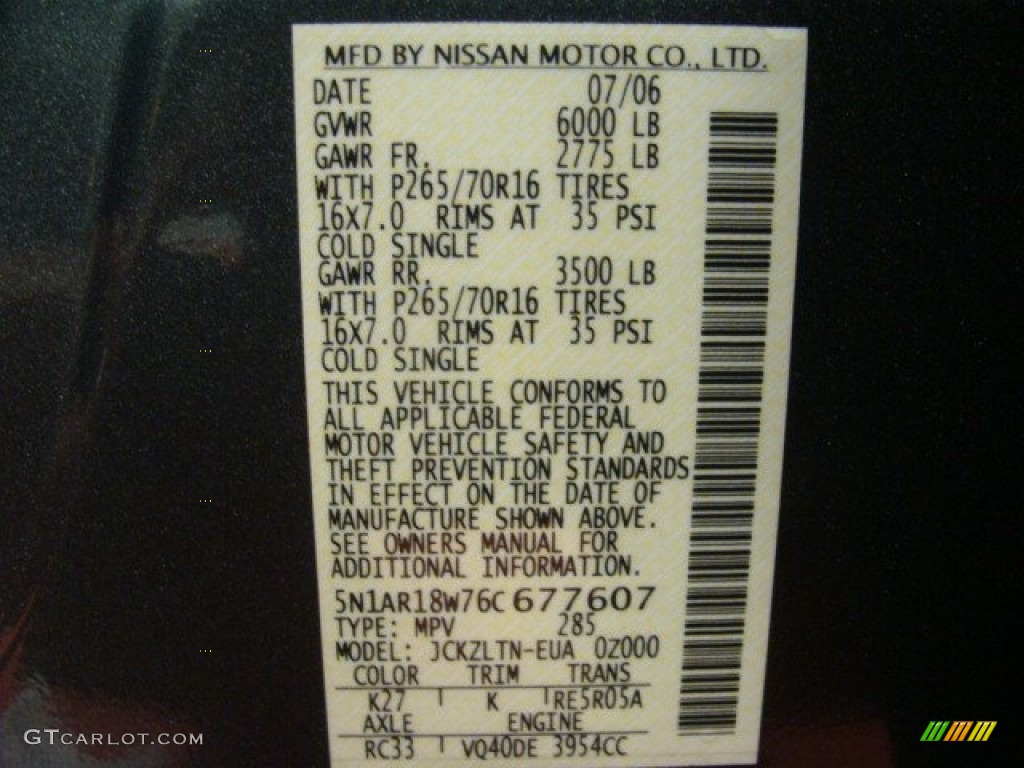 MFD BY NISSAN MOTOR CO., LTD.
DATE 07/06
GVWR 6000 LB
GAWR FR. 2775 LB
WITH P265/70R16 TIRES
16X7.0 RIMS AT 35 PSI
COLD SINGLE
GAWR RR. 3500 LB
WITH P265/70R16 TIRES
16X7.0 RIMS AT 35 PSI
COLD SINGLE
THIS VEHICLE CONFORMS TO
ALL APPLICABLE FEDERAL
MOTOR VEHICLE SAFETY AND
THEFT PREVENTION STANDARDS
IN EFFECT ON THE DATE OF
MANUFACTURE SHOWN ABOVE.
SEE OWNERS MANUAL FOR
ADDITIONAL INFORMATION.
5N1AR18W76C677607
TYPE: MPV 285
MODEL: JCKZLTN-EUA 0Z000
COLOR TRIM TRANS
K27 K RE5R05A
AXLE ENGINE
RC33 VQ40DE 3954CC
GTCARLOT.COM